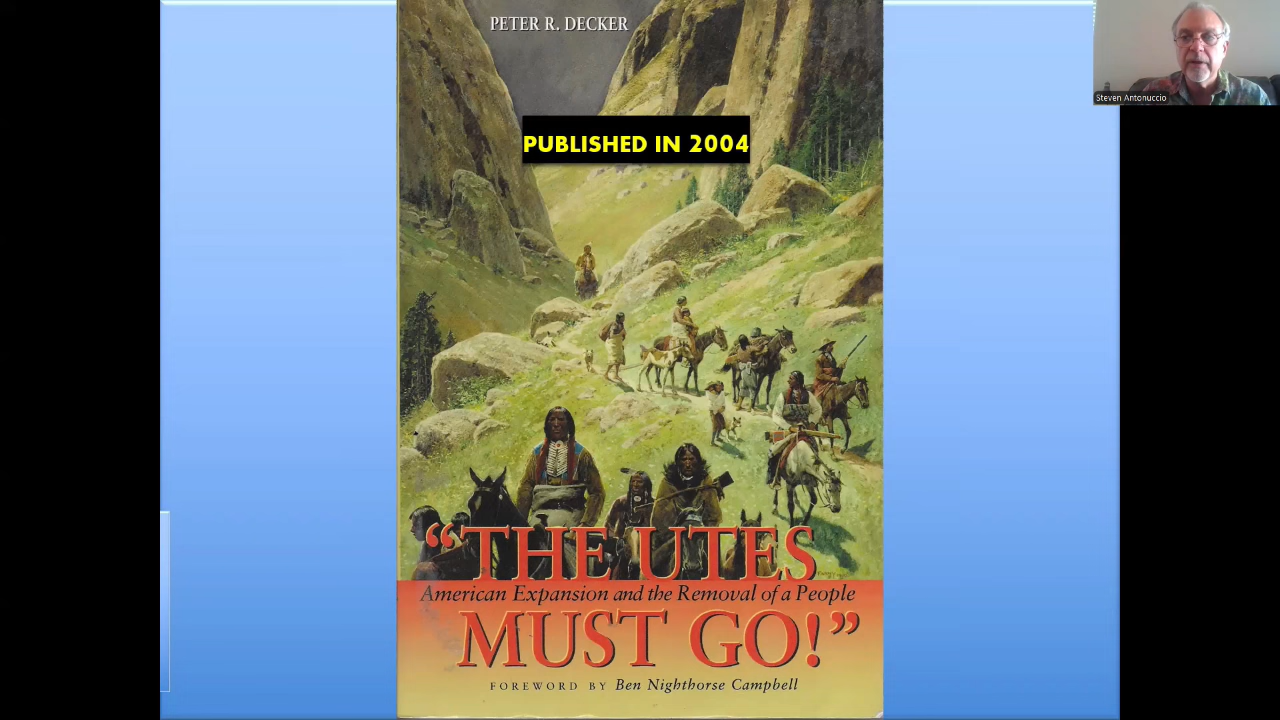 PETER R. DECKER
Steven Antonuccio
PUBLISHED IN 2004
“THE UTES
American Expansion and the Removal of a People
MUST GO!”
FOREWORD BY Ben Nighthorse Campbell